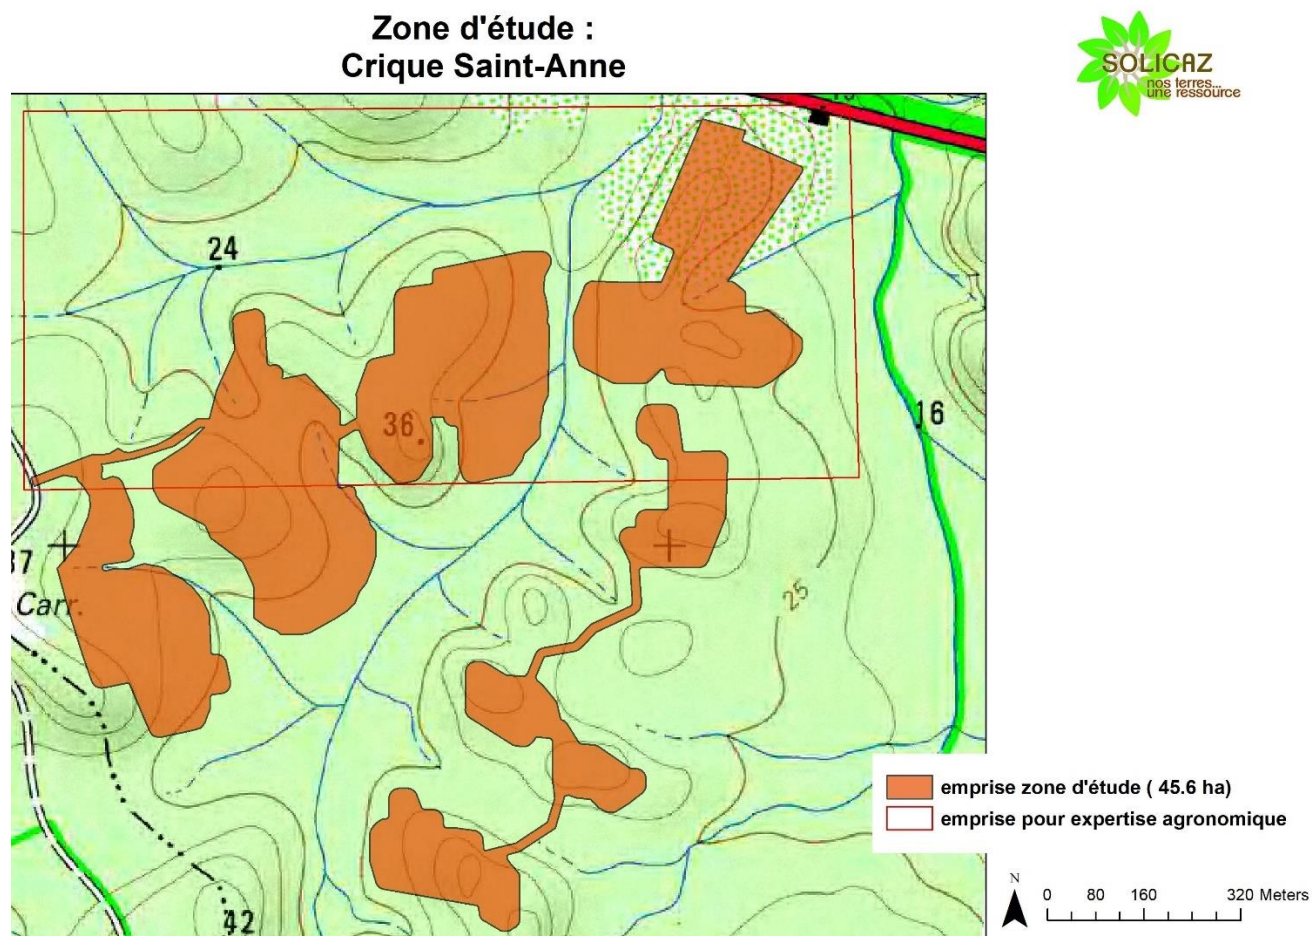 Zone d'étude :
Crique Saint-Anne
SOLICAZ
nos terres...
une ressource
24
36
16
25
37
Carr.
42
emprise zone d'étude ( 45.6 ha)
emprise pour expertise agronomique
N
0 80 160 320 Meters